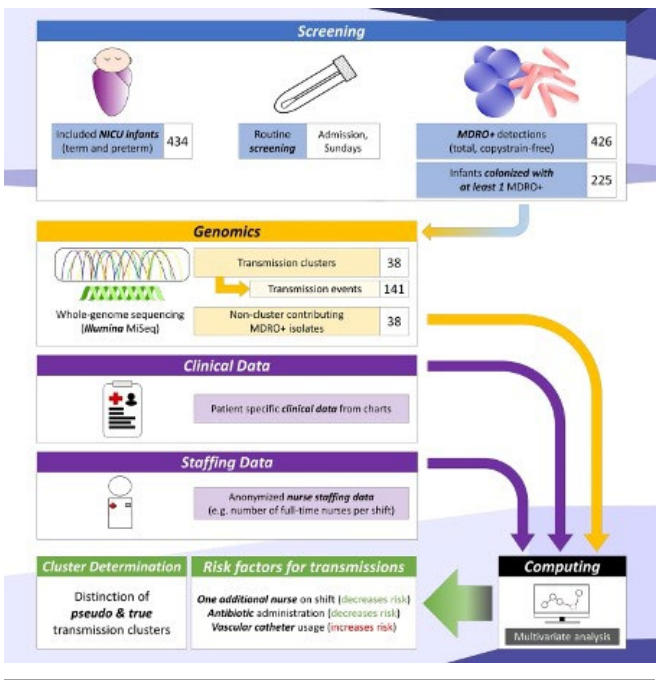 Screening
Included NICU infants
(term and preterm)
434
Routine
screening
Admission,
Sundays
MDRO+ detections
(total, copystrain-free)
426
Infants colonized with
at least 1 MDRO+
225
Genomics
Whole-genome sequencing
(Illumina MiSeq)
Transmission clusters
38
Transmission events
141
Non-cluster contributing
MDRO+ isolates
38
Clinical Data
Patient specific clinical data from charts
Staffing Data
Anonymized nurse staffing data
(e.g. number of full-time nurses per shift)
Cluster Determination
Distinction of
pseudo & true
transmission clusters
Risk factors for transmissions
One additional nurse on shift (decreases risk)
Antibiotic administration (decreases risk)
Vascular catheter usage (increases risk)
Computing
Multivariate analysis